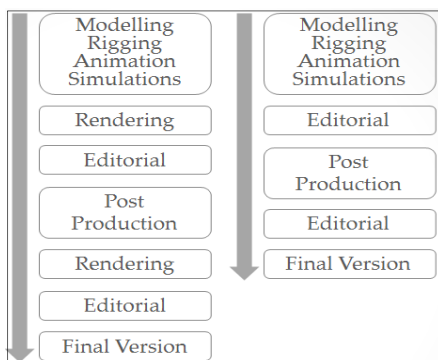 Modelling
Rigging
Animation
Simulations
Rendering
Editorial
Post
Production
Rendering
Editorial
Final Version
Modelling
Rigging
Animation
Simulations
Editorial
Post
Production
Editorial
Final Version